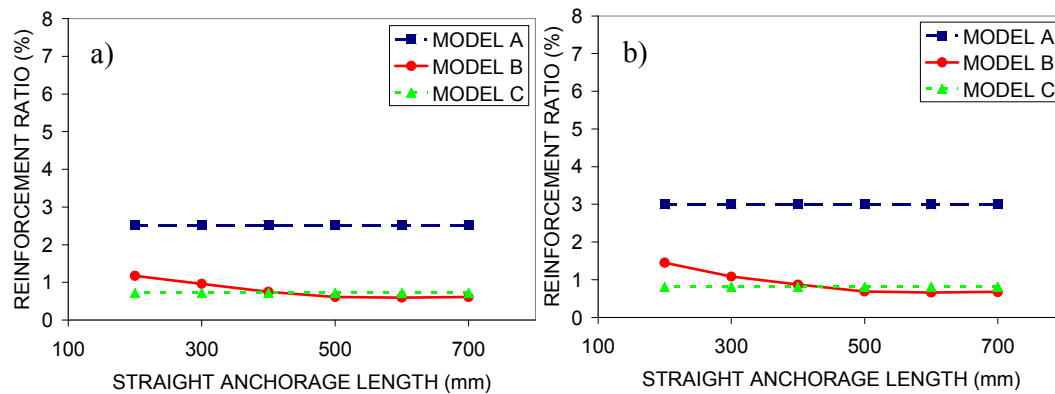 a)
MODEL A
MODEL B
MODEL C
REINFORCEMENT RATIO (%)
8
7
6
5
4
3
2
1
0
100
300
500
700
STRAIGHT ANCHORAGE LENGTH (mm)
b)
MODEL A
MODEL B
MODEL C
REINFORCEMENT RATIO (%)
8
7
6
5
4
3
2
1
0
100
300
500
700
STRAIGHT ANCHORAGE LENGTH (mm)